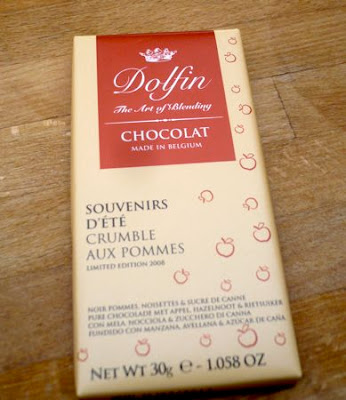 Dolfin
The Art of Blending
CHOCOLAT
MADE IN BELGIUM
SOUVENIRS
D'ÉTÉ
CRUMBLE
AUX POMMES
LIMITED EDITION 2008
NOIR POMMES, NOISETTES & SUCRE DE CANNE
PURE CHOCOLADE MET APPEL, HAZELNOOT & RIETSUIKER
CON MELA, NOCCIOLA & ZUCCHERO DI CANNA
FUNDIDO CON MANZANA, AVELLANA & AZUCAR DE CAÑA
NET WT 30g e - 1.058 OZ